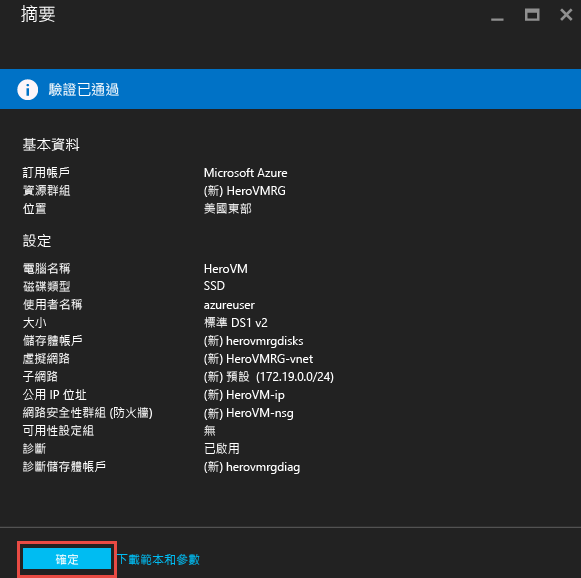 摘要
驗證已通過
基本資料
訂用帳戶 Microsoft Azure
資源群組 (新) HeroVMRG
位置 美國東部
設定
電腦名稱 HeroVM
磁碟類型 SSD
使用者名稱 azureuser
大小 標準 DS1 v2
儲存體帳戶 (新) herovmrgdisks
虛擬網路 (新) HeroVMRG-vnet
子網路 (新) 預設 (172.19.0.0/24)
公用 IP 位址 (新) HeroVM-ip
網路安全性群組 (防火牆) (新) HeroVM-nsg
可用性設定組 無
診斷 已啟用
診斷儲存體帳戶 (新) herovmrgdiag
確定 下載範本和參數